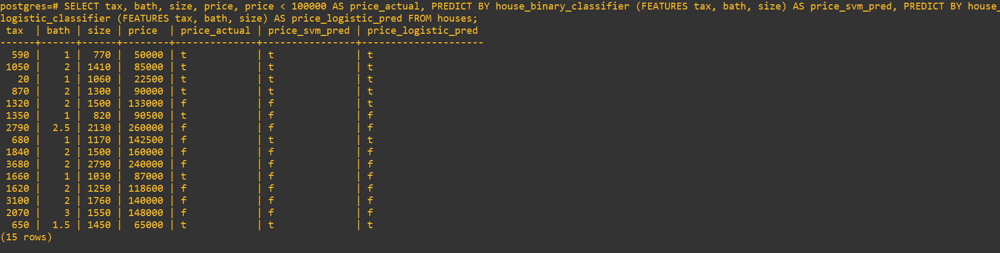 postgres=# SELECT tax, bath, size, price, price < 100000 AS price_actual, PREDICT BY house_binary_classifier (FEATURES tax, bath, size) AS price_svm_pred, PREDICT BY house_
logistic_classifier (FEATURES tax, bath, size) AS price_logistic_pred FROM houses;
 tax  | bath | size | price  | price_actual | price_svm_pred | price_logistic_pred
------+------+------+--------+--------------+----------------+---------------------
  590 |    1 |  770 |  50000 | t            | t              | t
 1050 |    2 | 1410 |  85000 | t            | t              | t
   20 |    1 | 1060 |  22500 | t            | t              | t
  870 |    2 | 1300 |  90000 | t            | t              | t
 1320 |    2 | 1500 | 133000 | f            | f              | t
 1350 |    1 |  820 |  90500 | t            | f              | f
 2790 |  2.5 | 2130 | 260000 | f            | f              | f
  680 |    1 | 1170 | 142500 | f            | t              | t
 1840 |    2 | 1500 | 160000 | f            | f              | f
 3680 |    2 | 2790 | 240000 | f            | f              | f
 1660 |    1 | 1030 |  87000 | t            | f              | f
 1620 |    2 | 1250 | 118600 | f            | f              | f
 3100 |    2 | 1760 | 140000 | f            | f              | f
 2070 |    3 | 1550 | 148000 | f            | f              | f
  650 |  1.5 | 1450 |  65000 | t            | t              | t
(15 rows)